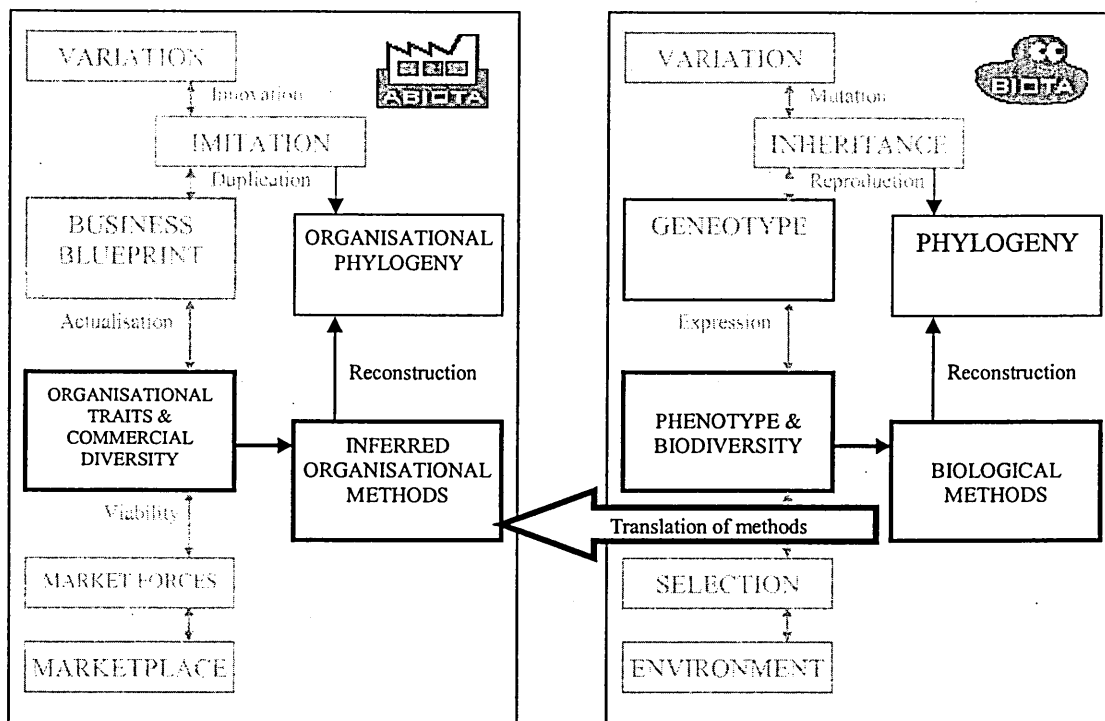 VARIATION
ABIOTA
Innovation
IMITATION
Duplication
BUSINESS
BLUEPRINT
ORGANISATIONAL
PHYLOGENY
Actualisation
Reconstruction
ORGANISATIONAL
TRAITS &
COMMERCIAL
DIVERSITY
INFERRED
ORGANISATIONAL
METHODS
Viability
MARKET FORCES
MARKETPLACE
VARIATION
BIOTA
Mutation
INHERITANCE
Reproduction
GENEOTYPE
PHYLOGENY
Expression
Reconstruction
PHENOTYPE &
BIODIVERSITY
BIOLOGICAL
METHODS
Translation of methods
SELECTION
ENVIRONMENT